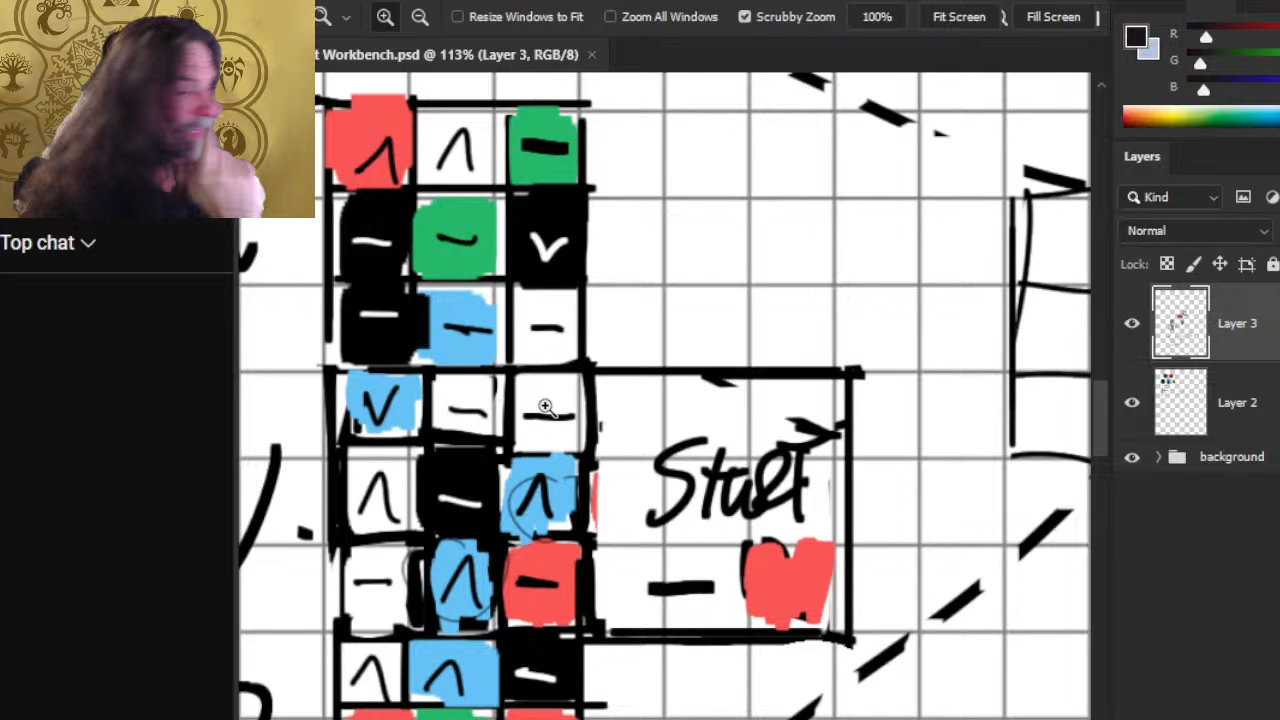 Resize Windows to Fit
Zoom All Windows
Scrubby Zoom
100%
Fit Screen
Fill Screen
t Workbench.psd @ 113% (Layer 3, RGB/8)
R
G
B
Top chat
Layers
Kind
Normal
Lock:
Layer 3
Layer 2
background